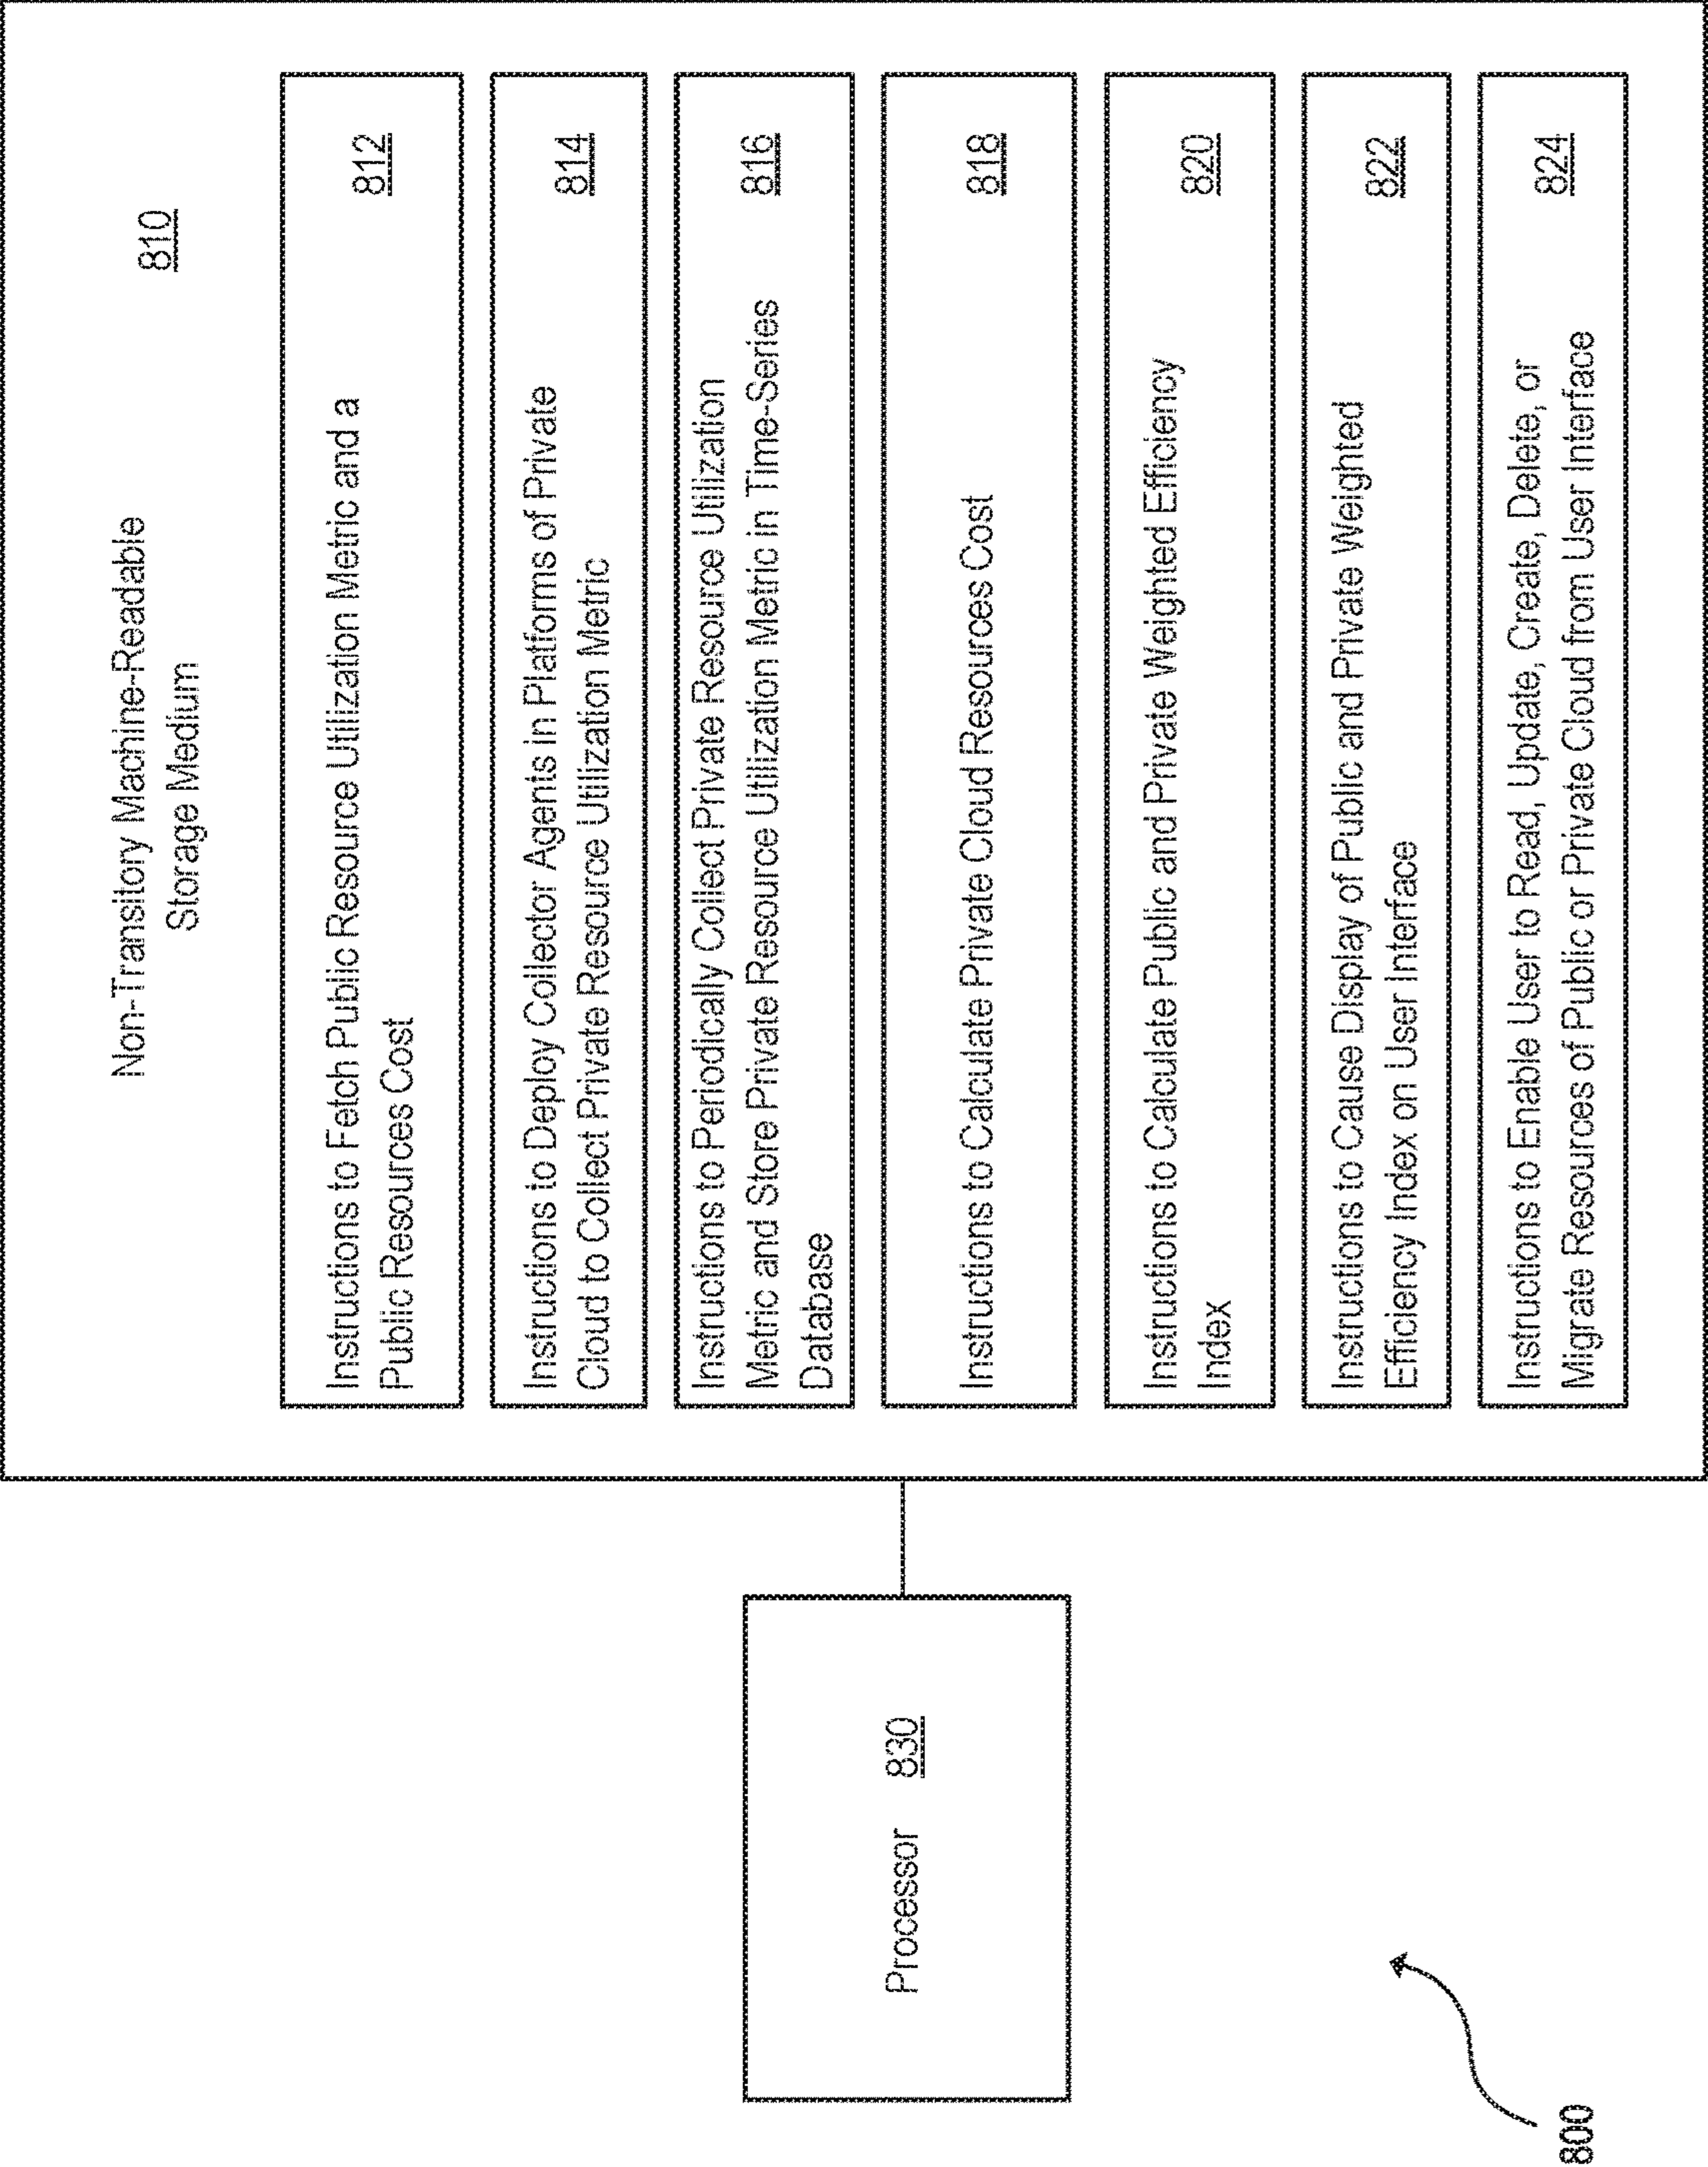 800
Processor 830
Non-Transitory Machine-Readable
Storage Medium
810
Instructions to Fetch Public Resource Utilization Metric and a
Public Resources Cost
812
Instructions to Deploy Collector Agents in Platforms of Private
Cloud to Collect Private Resource Utilization Metric
814
Instructions to Periodically Collect Private Resource Utilization
Metric and Store Private Resource Utilization Metric in Time-Series
Database
816
Instructions to Calculate Private Cloud Resources Cost
818
Instructions to Calculate Public and Private Weighted Efficiency
Index
820
Instructions to Cause Display of Public and Private Weighted
Efficiency Index on User Interface
822
Instructions to Enable User to Read, Update, Create, Delete, or
Migrate Resources of Public or Private Cloud from User Interface
824